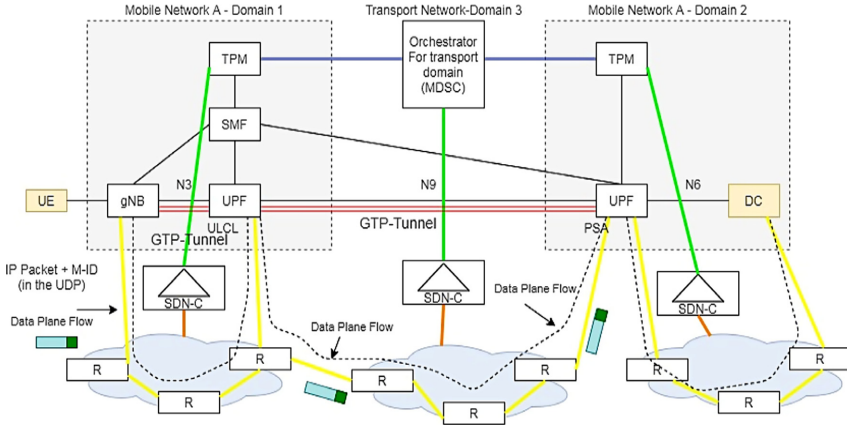 Mobile Network A - Domain 1
Transport Network-Domain 3
Mobile Network A - Domain 2
TPM
Orchestrator
For transport
domain
(MDSC)
TPM
SMF
N3
N9
N6
UE
gNB
UPF
UPF
DC
ULCL
GTP-Tunnel
PSA
GTP-Tunnel
IP Packet + M-ID
(in the UDP)
SDN-C
SDN-C
SDN-C
Data Plane Flow
Data Plane Flow
Data Plane Flow
R
R
R
R
R
R
R
R
R